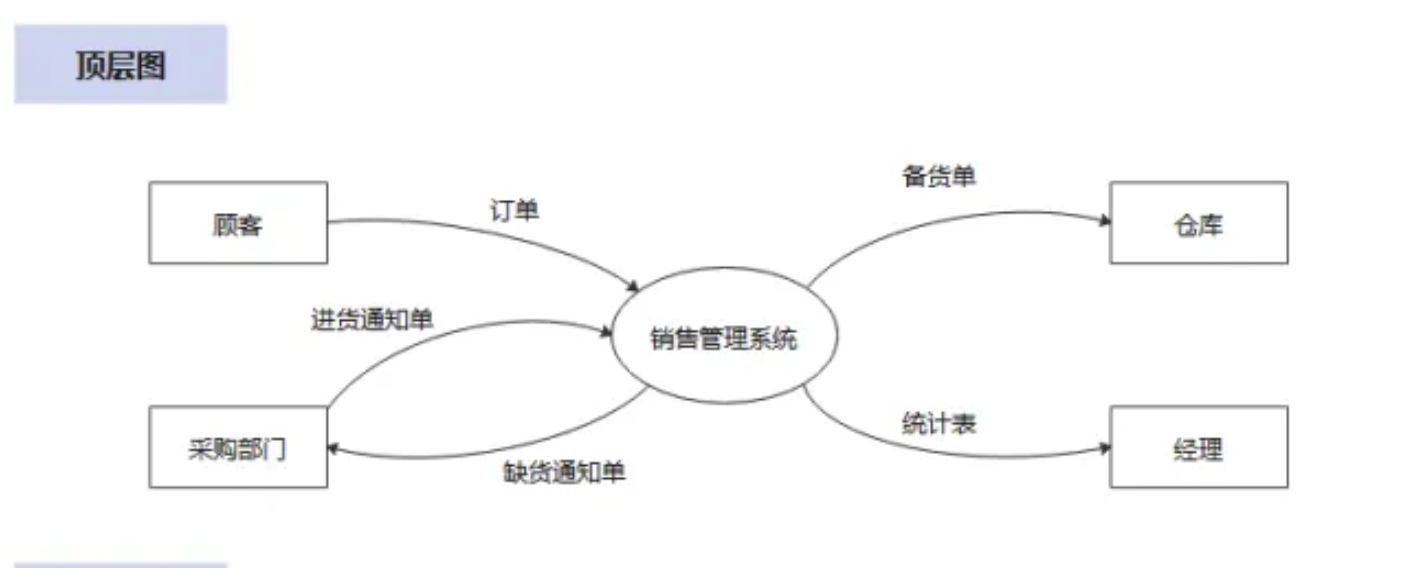 顶层图
备货单
订单
顾客
仓库
进货通知单
销售管理系统
统计表
采购部门
经理
缺货通知单